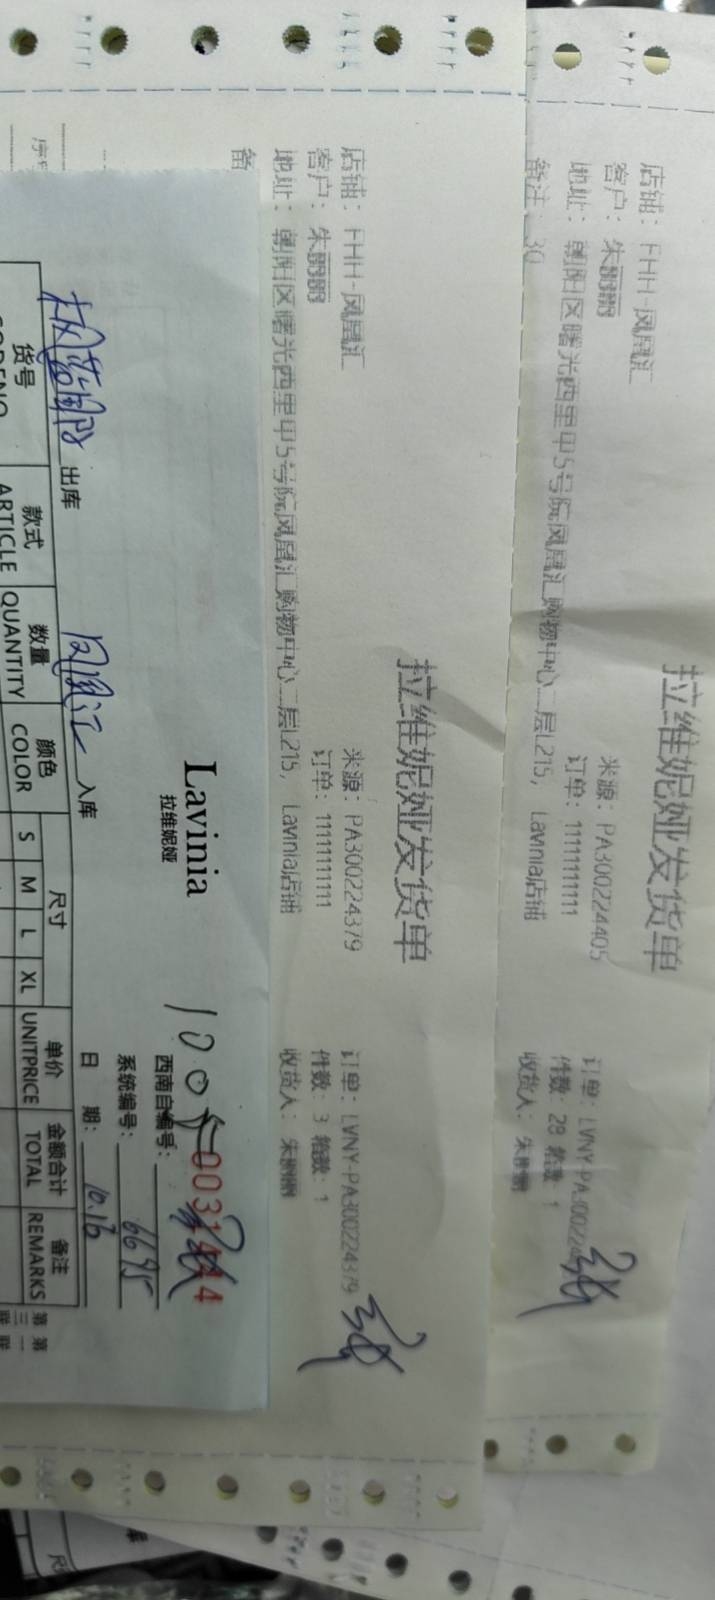 拉维妮娅发货单
店铺：FHH-凤凰汇
来源：PA300224405
客户：朱丽丽
订单：11111111111
件数：28 箱数：1
地址：朝阳区曙光西里甲5号院凤凰汇购物中心二层L215，Lavinia店铺
收货人：朱丽丽
备注：30
拉维妮娅发货单
店铺：FHH-凤凰汇
来源：PA300224379
订单：LVNY-PA300224379
客户：朱丽丽
订单：11111111111
件数：3 箱数：1
地址：朝阳区曙光西里甲5号院凤凰汇购物中心二层L215，Lavinia店铺
收货人：朱丽丽
备
Lavinia
拉维妮娅
西南自编号：
系统编号：6695
出库
凤凰汇 入库
日 期：10.16
货号
款式 ARTICLE
数量 QUANTITY
颜色 COLOR
尺寸
S M L XL
单价 UNITPRICE
金额合计 TOTAL
备注 REMARKS